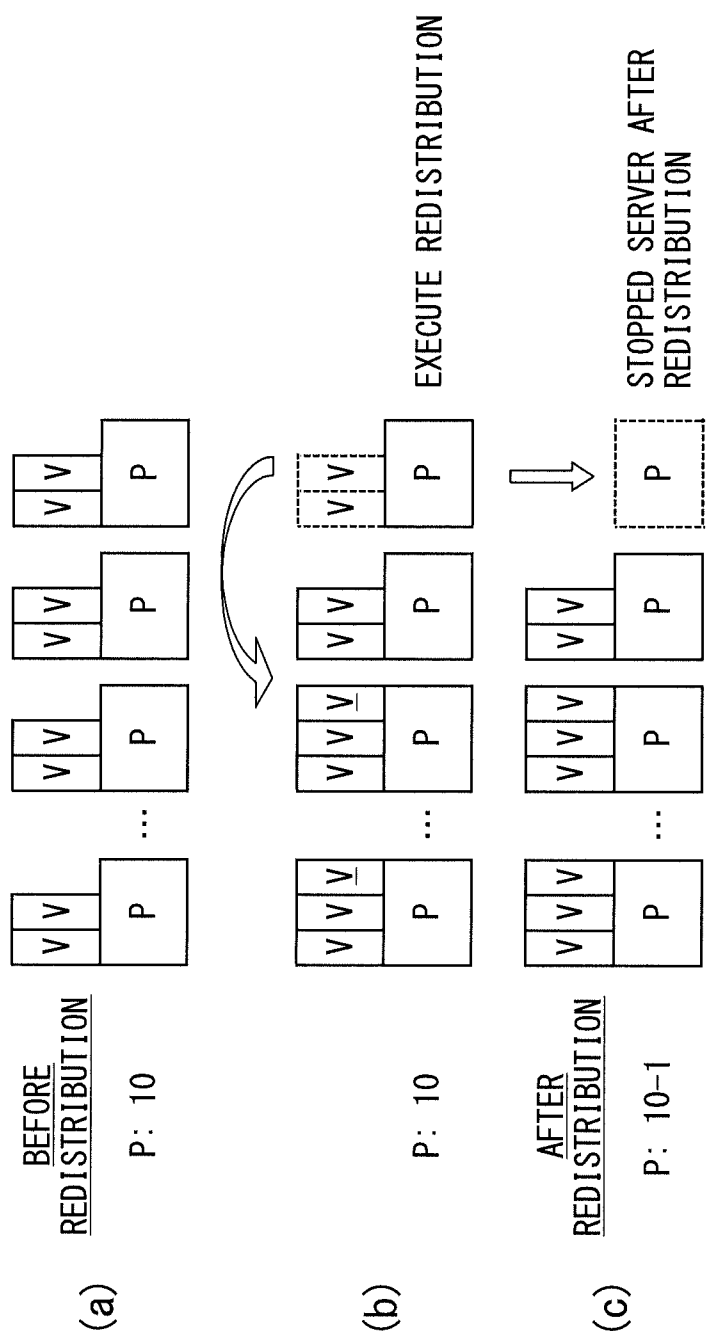 (a)
BEFORE
REDISTRIBUTION
P: 10
V V
P
...
V V
P
V V
P
V V
P
(b)
P: 10
V V V
P
...
V V V
P
V V
P
V V
P
EXECUTE REDISTRIBUTION
(c)
AFTER
REDISTRIBUTION
P: 10-1
V V V
P
...
V V V
P
V V
P
P
STOPPED SERVER AFTER
REDISTRIBUTION